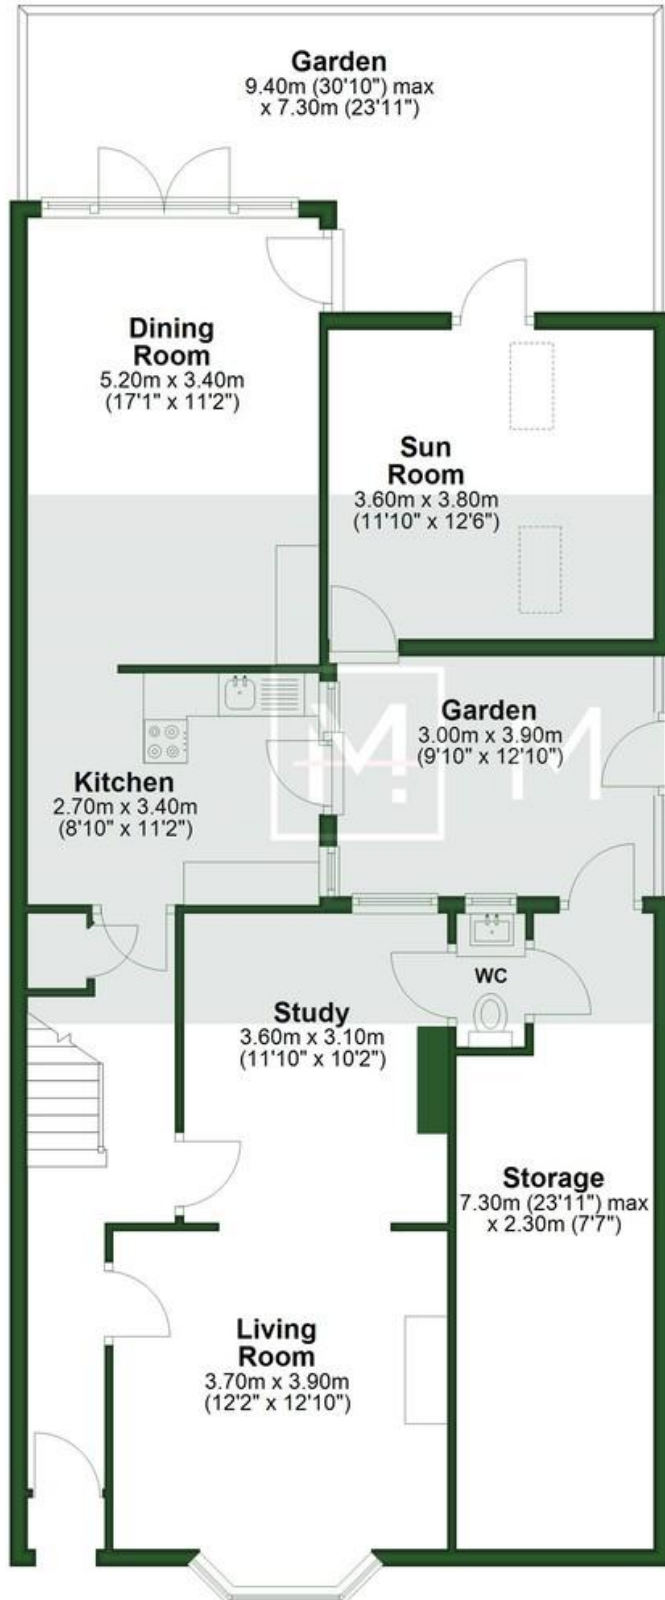 Garden
9.40m (30'10") max
x 7.30m (23'11")
Dining
Room
5.20m x 3.40m
(17'1" x 11'2")
Sun
Room
3.60m x 3.80m
(11'10" x 12'6")
Garden
3.00m x 3.90m
(9'10" x 12'10")
M M
Kitchen
2.70m x 3.40m
(8'10" x 11'2")
WC
Study
3.60m x 3.10m
(11'10" x 10'2")
Storage
7.30m (23'11") max
x 2.30m (7'7")
Living
Room
3.70m x 3.90m
(12'2" x 12'10")